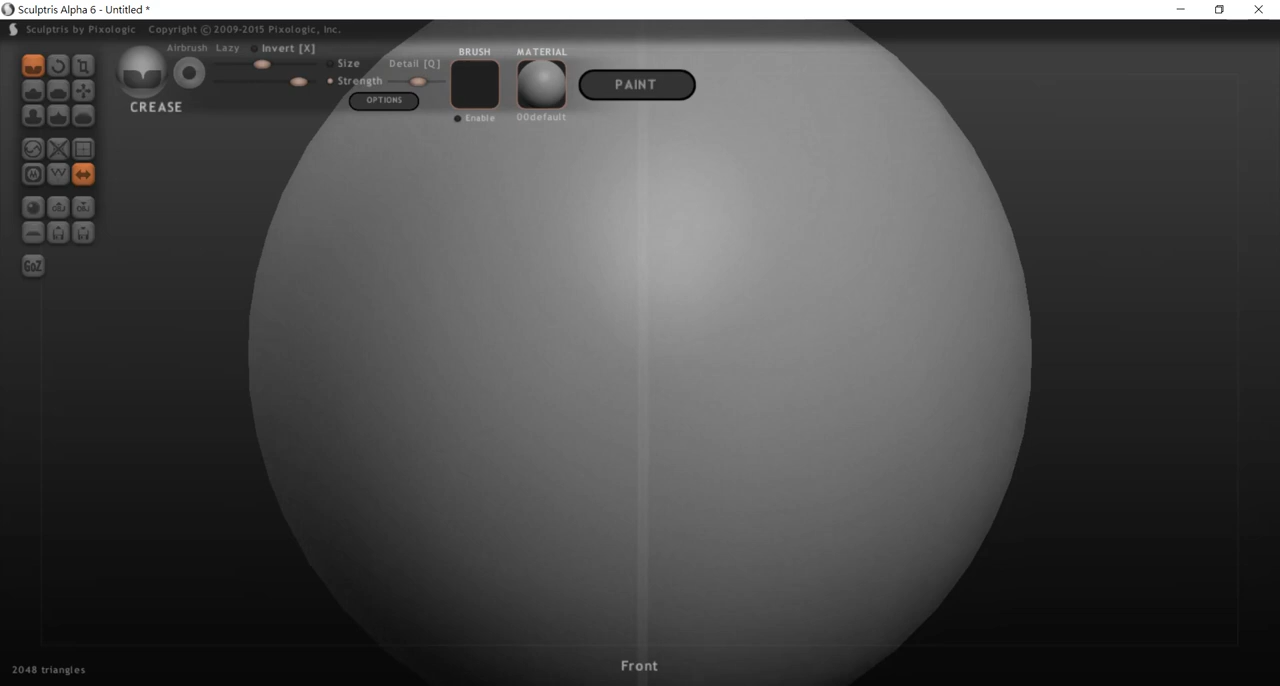 Sculptris Alpha 6 - Untitled *
Sculptris by Pixologic Copyright © 2009-2015 Pixologic, Inc.
Airbrush Lazy Invert [X]
Size Detail [Q]
Strength
OPTIONS
CREASE
BRUSH MATERIAL
Enable 00default
PAINT
GoZ
Front
2048 triangles